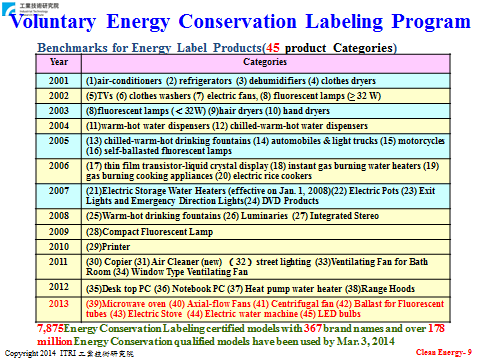 工業技術研究院
Industrial Technology
Research Institute
Voluntary Energy Conservation Labeling Program
Benchmarks for Energy Label Products(45 product Categories)
Year Categories
2001 (1)air-conditioners (2) refrigerators (3) dehumidifiers (4) clothes dryers
2002 (5)TVs (6) clothes washers (7) electric fans, (8) fluorescent lamps (≥ 32 W)
2003 (8)fluorescent lamps (＜32W) (9)hair dryers (10) hand dryers
2004 (11)warm-hot water dispensers (12) chilled-warm-hot water dispensers
2005 (13) chilled-warm-hot drinking fountains (14) automobiles & light trucks (15) motorcycles
(16) self-ballasted fluorescent lamps
2006 (17) thin film transistor-liquid crystal display (18) instant gas burning water heaters (19)
gas burning cooking appliances (20) electric rice cookers
2007 (21)Electric Storage Water Heaters (effective on Jan. 1, 2008)(22) Electric Pots (23) Exit
Lights and Emergency Direction Lights(24) DVD Products
2008 (25)Warm-hot drinking fountains (26) Luminaries (27) Integrated Stereo
2009 (28)Compact Fluorescent Lamp
2010 (29)Printer
2011 (30) Copier (31) Air Cleaner (new) （32）street lighting (33)Ventilating Fan for Bath
Room (34) Window Type Ventilating Fan
2012 (35)Desk top PC (36) Notebook PC (37) Heat pump water heater (38)Range Hoods
2013 (39)Microwave oven (40) Axial-flow Fans (41) Centrifugal fan (42) Ballast for Fluorescent
tubes (43) Electric Stove (44) Electric water machine (45) LED bulbs
7,875Energy Conservation Labeling certified models with 367 brand names and over 178
million Energy Conservation qualified models have been used by Mar. 3, 2014
Copyright 2014 ITRI 工業技術研究院
Clean Energy- 9